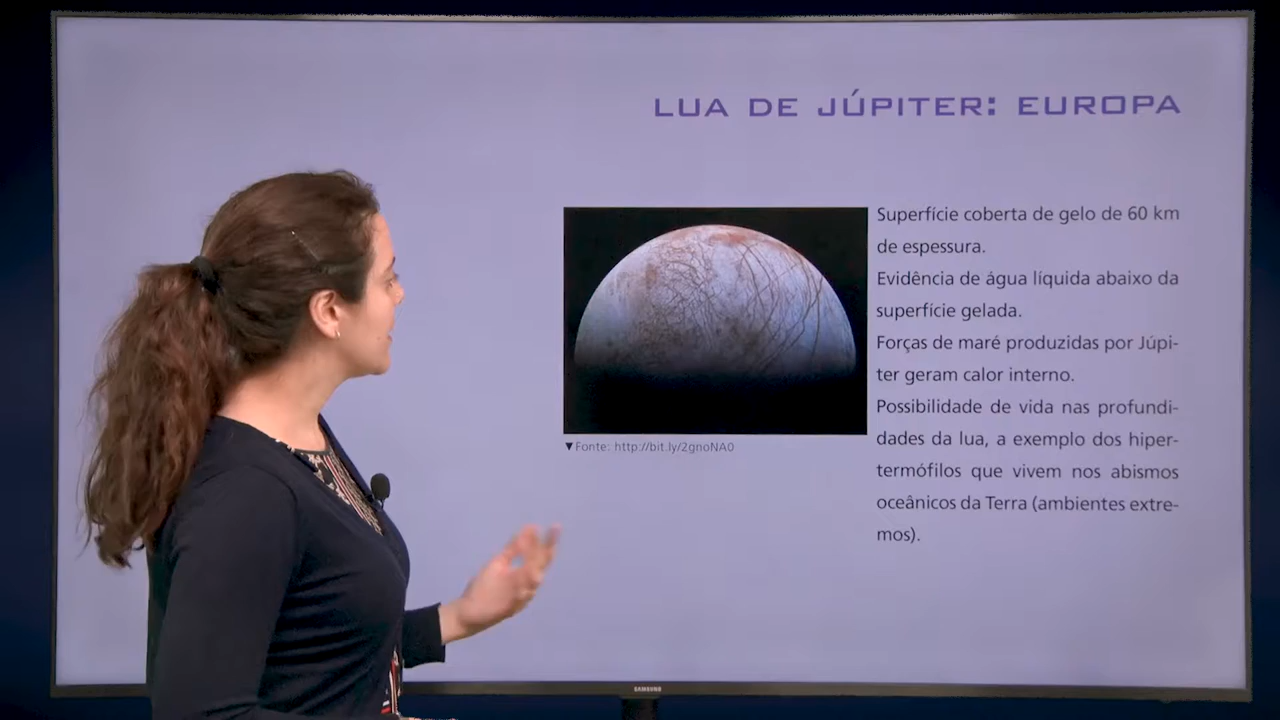 LUA DE JÚPITER: EUROPA
Superfície coberta de gelo de 60 km
de espessura.
Evidência de água líquida abaixo da
superfície gelada.
Forças de maré produzidas por Júpi-
ter geram calor interno.
Possibilidade de vida nas profundi-
dades da lua, a exemplo dos hiper-
termófilos que vivem nos abismos
oceânicos da Terra (ambientes extre-
mos).
▼Fonte: http://bit.ly/2gnoNA0
SAMSUNG